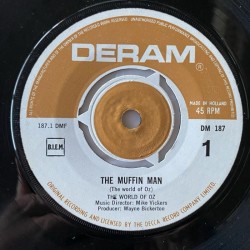 DERAM
®
MADE IN HOLLAND
45 RPM
187.1 DMF
DM 187
B.I.E.M.
1
THE MUFFIN MAN
(The world of Oz)
THE WORLD OF OZ
Music Director: Mike Vickers
Producer: Wayne Bickerton
ORIGINAL RECORDING AND LICENSED BY THE DECCA RECORD COMPANY LIMITED, LONDON